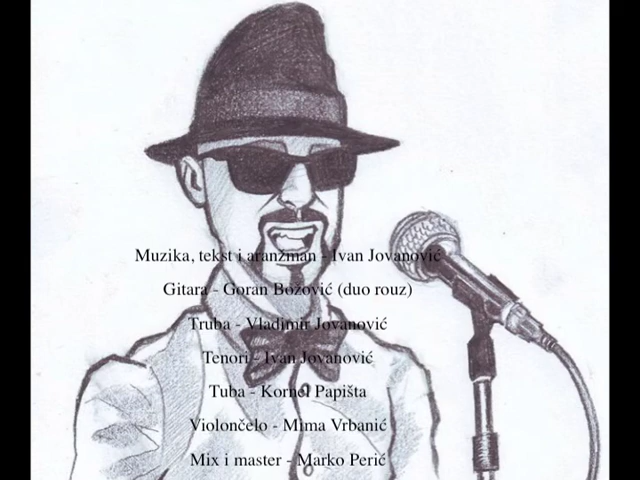 Muzika, tekst i aranžman - Ivan Jovanović
Gitara - Goran Božović (duo rouz)
Truba - Vladimir Jovanović
Tenori - Ivan Jovanović
Tuba - Kornel Papišta
Violončelo - Mima Vrbanić
Mix i master - Marko Perić